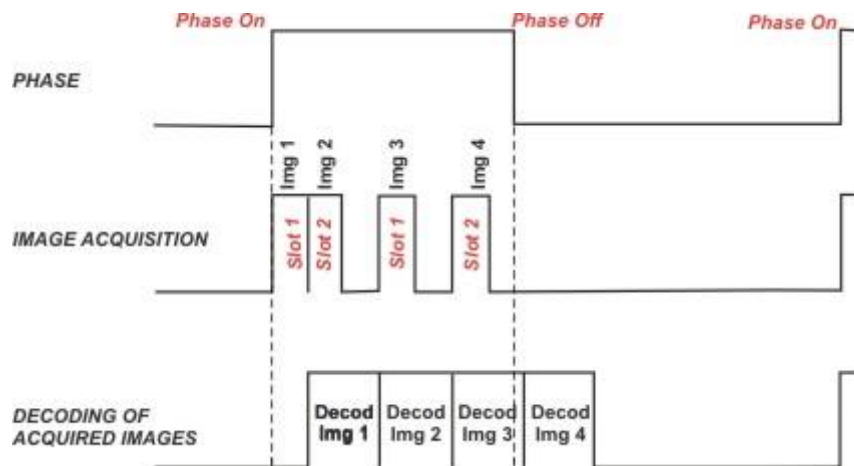 Phase On
Phase Off
Phase On
PHASE
Img 1
Img 2
Img 3
Img 4
IMAGE ACQUISITION
Slot 1
Slot 2
Slot 1
Slot 2
DECODING OF
ACQUIRED IMAGES
Decod
Img 1
Decod
Img 2
Decod
Img 3
Decod
Img 4